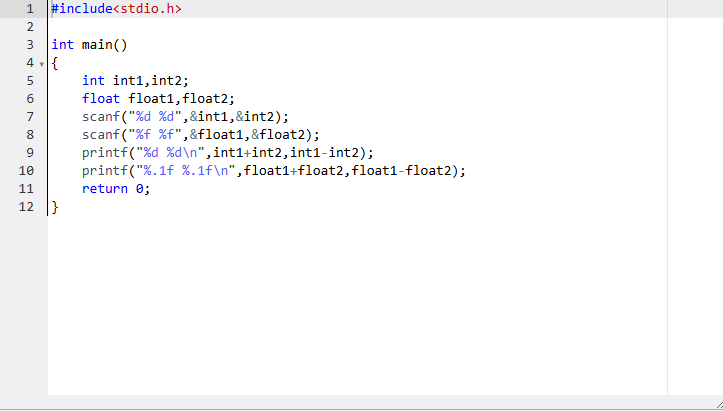 1 #include<stdio.h>
2
3 int main()
4 {
5     int int1,int2;
6     float float1,float2;
7     scanf("%d %d",&int1,&int2);
8     scanf("%f %f",&float1,&float2);
9     printf("%d %d\n",int1+int2,int1-int2);
10     printf("%.1f %.1f\n",float1+float2,float1-float2);
11     return 0;
12 }